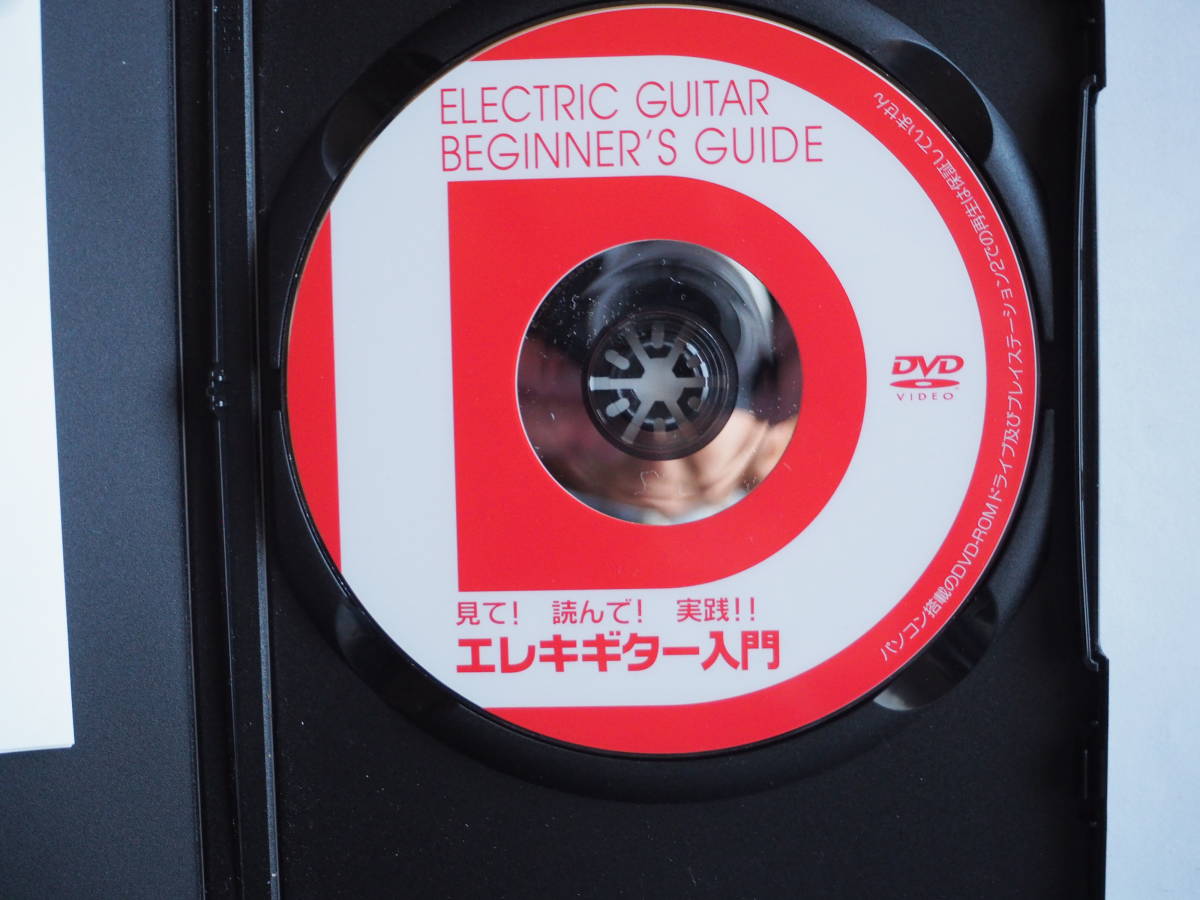 ELECTRIC GUITAR
BEGINNER'S GUIDE
DVD
VIDEO
見て! 読んで! 実践!!
エレキギター入門
パソコン搭載のDVD-ROMドライブ及びプレイステーション2での再生は保証していません